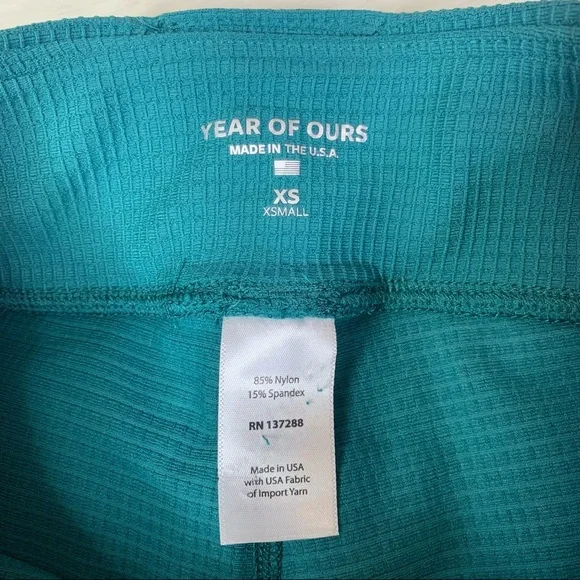 YEAR OF OURS
MADE IN THE U.S.A.
XS
XSMALL
85% Nylon
15% Spandex
RN 137288
Made in USA
with USA Fabric
of Import Yarn